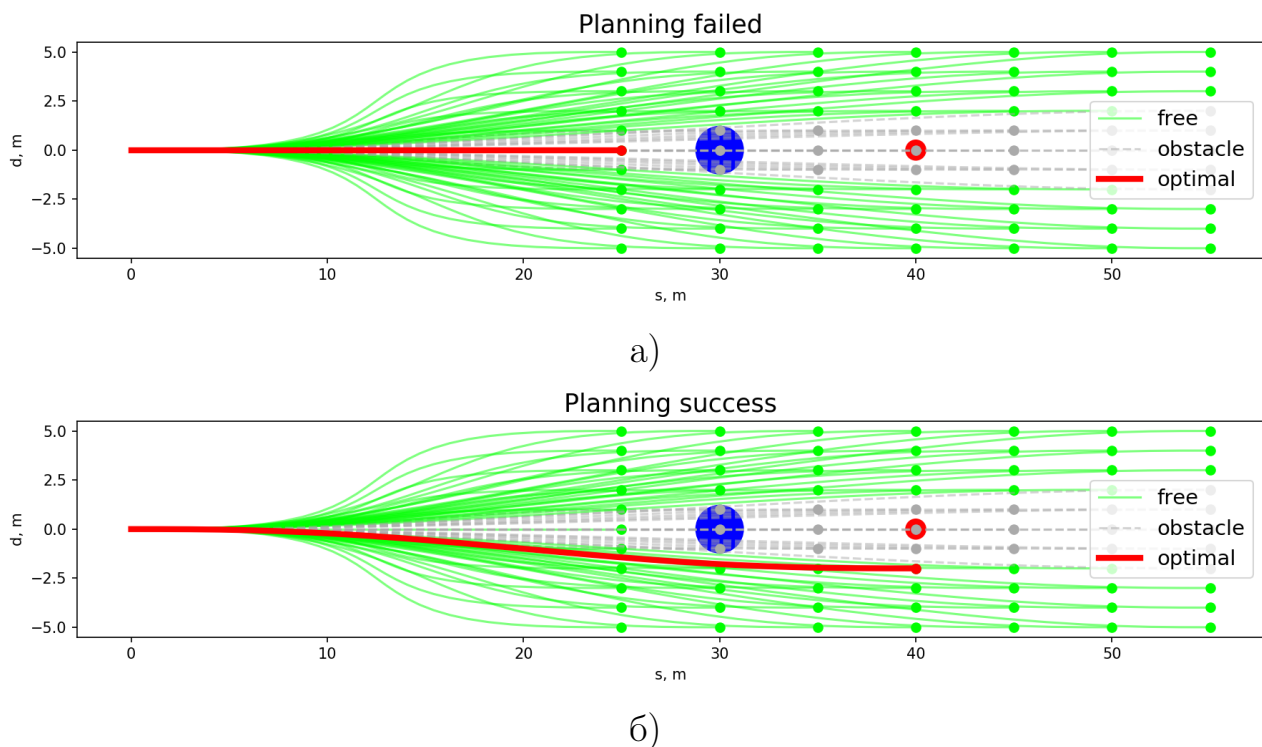 Planning failed
5.0
2.5
0.0
−2.5
−5.0
d, m
free
obstacle
optimal
0 10 20 30 40 50
s, m
а)
Planning success
5.0
2.5
0.0
−2.5
−5.0
d, m
free
obstacle
optimal
0 10 20 30 40 50
s, m
б)